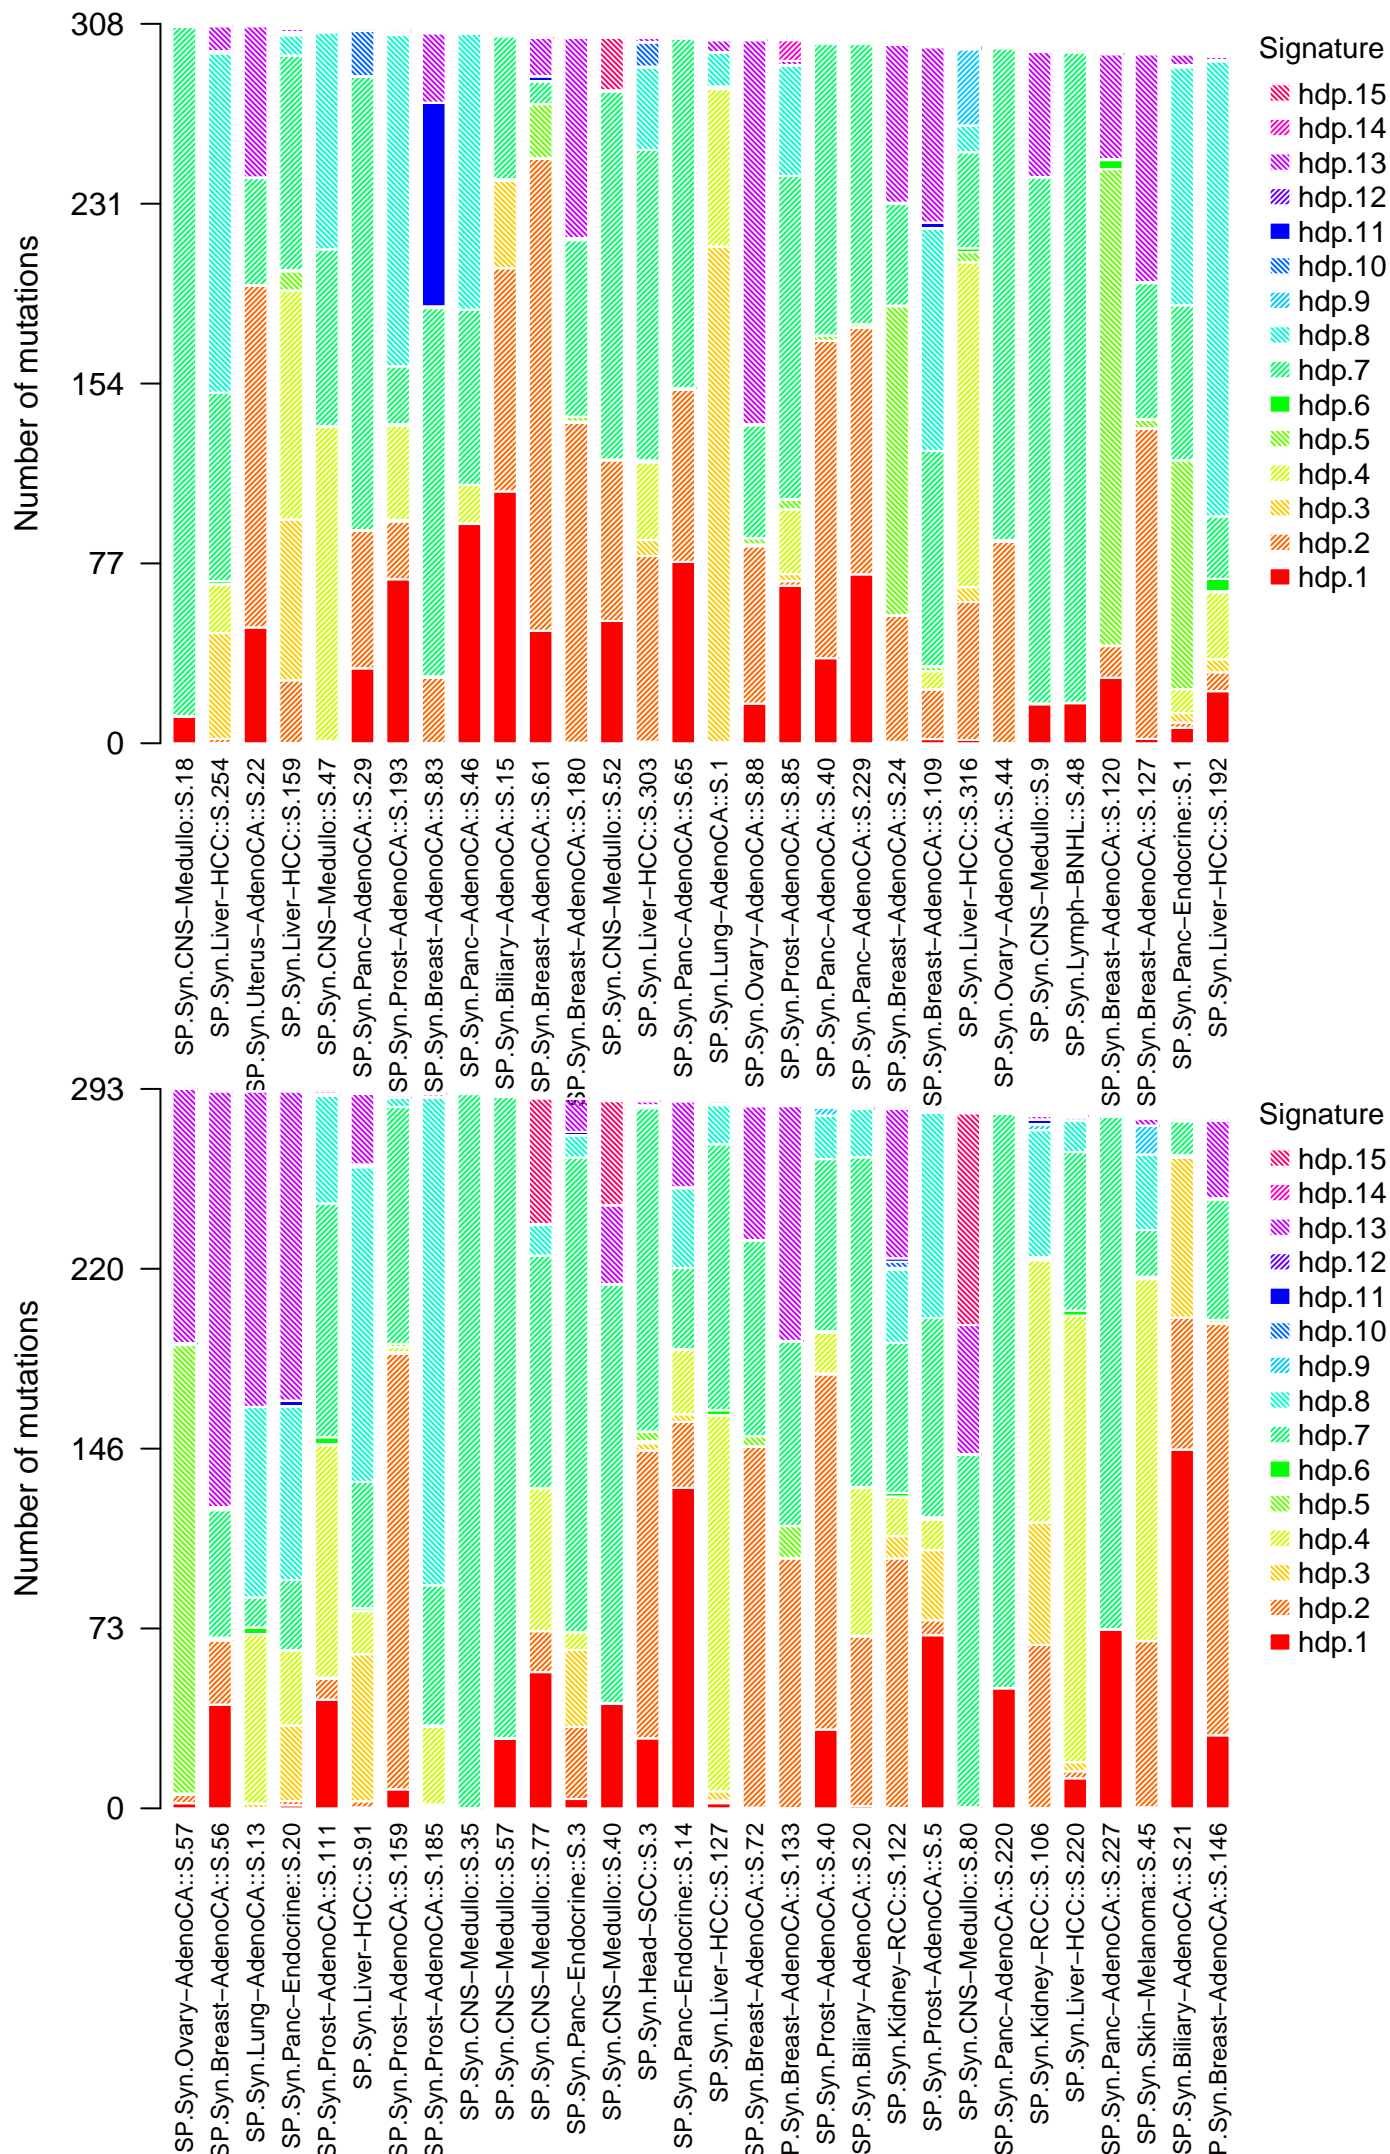 Number of mutations
308
231
154
77
0
SP.Syn.CNS−Medullo::S.18
SP.Syn.Liver−HCC::S.254
SP.Syn.Uterus−AdenoCA::S.22
SP.Syn.Liver−HCC::S.159
SP.Syn.CNS−Medullo::S.47
SP.Syn.Panc−AdenoCA::S.29
SP.Syn.Prost−AdenoCA::S.193
SP.Syn.Breast−AdenoCA::S.83
SP.Syn.Panc−AdenoCA::S.46
SP.Syn.Biliary−AdenoCA::S.15
SP.Syn.Breast−AdenoCA::S.61
SP.Syn.Breast−AdenoCA::S.180
SP.Syn.CNS−Medullo::S.52
SP.Syn.Liver−HCC::S.303
SP.Syn.Panc−AdenoCA::S.65
SP.Syn.Lung−AdenoCA::S.1
SP.Syn.Ovary−AdenoCA::S.88
SP.Syn.Prost−AdenoCA::S.85
SP.Syn.Panc−AdenoCA::S.40
SP.Syn.Panc−AdenoCA::S.229
SP.Syn.Breast−AdenoCA::S.24
SP.Syn.Breast−AdenoCA::S.109
SP.Syn.Liver−HCC::S.316
SP.Syn.Ovary−AdenoCA::S.44
SP.Syn.CNS−Medullo::S.9
SP.Syn.Lymph−BNHL::S.48
SP.Syn.Breast−AdenoCA::S.120
SP.Syn.Breast−AdenoCA::S.127
SP.Syn.Panc−Endocrine::S.1
SP.Syn.Liver−HCC::S.192
Signature
hdp.15
hdp.14
hdp.13
hdp.12
hdp.11
hdp.10
hdp.9
hdp.8
hdp.7
hdp.6
hdp.5
hdp.4
hdp.3
hdp.2
hdp.1
Number of mutations
293
220
146
73
0
SP.Syn.Ovary−AdenoCA::S.57
SP.Syn.Breast−AdenoCA::S.56
SP.Syn.Lung−AdenoCA::S.13
SP.Syn.Panc−Endocrine::S.20
SP.Syn.Prost−AdenoCA::S.111
SP.Syn.Liver−HCC::S.91
SP.Syn.Prost−AdenoCA::S.159
SP.Syn.Prost−AdenoCA::S.185
SP.Syn.CNS−Medullo::S.35
SP.Syn.CNS−Medullo::S.57
SP.Syn.CNS−Medullo::S.77
SP.Syn.Panc−Endocrine::S.3
SP.Syn.CNS−Medullo::S.40
SP.Syn.Head−SCC::S.3
SP.Syn.Panc−Endocrine::S.14
SP.Syn.Liver−HCC::S.127
SP.Syn.Breast−AdenoCA::S.72
SP.Syn.Breast−AdenoCA::S.133
SP.Syn.Prost−AdenoCA::S.40
SP.Syn.Biliary−AdenoCA::S.20
SP.Syn.Kidney−RCC::S.122
SP.Syn.Prost−AdenoCA::S.5
SP.Syn.CNS−Medullo::S.80
SP.Syn.Panc−AdenoCA::S.220
SP.Syn.Kidney−RCC::S.106
SP.Syn.Liver−HCC::S.220
SP.Syn.Panc−AdenoCA::S.227
SP.Syn.Skin−Melanoma::S.45
SP.Syn.Biliary−AdenoCA::S.21
P.Syn.Breast−AdenoCA::S.146
Signature
hdp.15
hdp.14
hdp.13
hdp.12
hdp.11
hdp.10
hdp.9
hdp.8
hdp.7
hdp.6
hdp.5
hdp.4
hdp.3
hdp.2
hdp.1